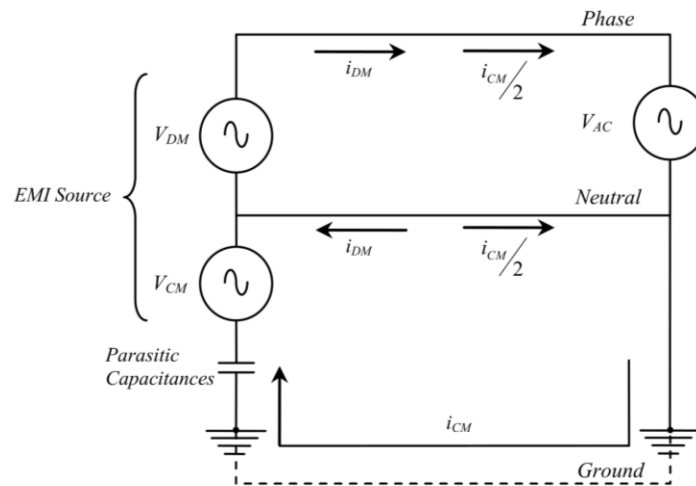 Phase
i_DM
i_CM/2
V_DM
V_AC
EMI Source
Neutral
i_DM
i_CM/2
V_CM
Parasitic
Capacitances
i_CM
Ground